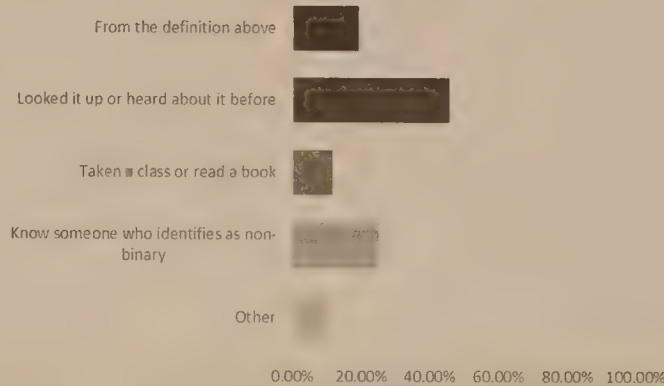 From the definition above
Looked it up or heard about it before
Taken class or read a book
Know someone who identifies as non-
binary
Other
0.00% 20.00% 40.00% 60.00% 80.00% 100.00%